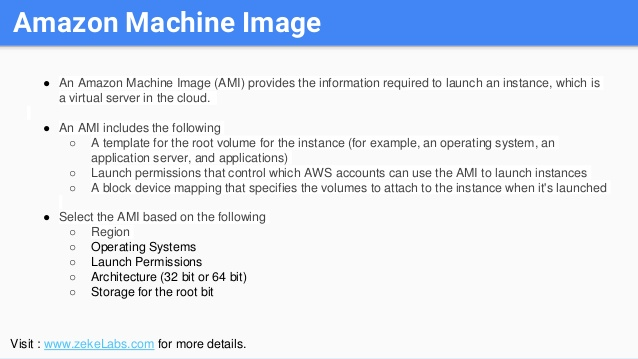 Amazon Machine Image
● An Amazon Machine Image (AMI) provides the information required to launch an instance, which is
a virtual server in the cloud.
● An AMI includes the following
○ A template for the root volume for the instance (for example, an operating system, an
application server, and applications)
○ Launch permissions that control which AWS accounts can use the AMI to launch instances
○ A block device mapping that specifies the volumes to attach to the instance when it's launched
● Select the AMI based on the following
○ Region
○ Operating Systems
○ Launch Permissions
○ Architecture (32 bit or 64 bit)
○ Storage for the root bit
Visit : www.zekeLabs.com for more details.